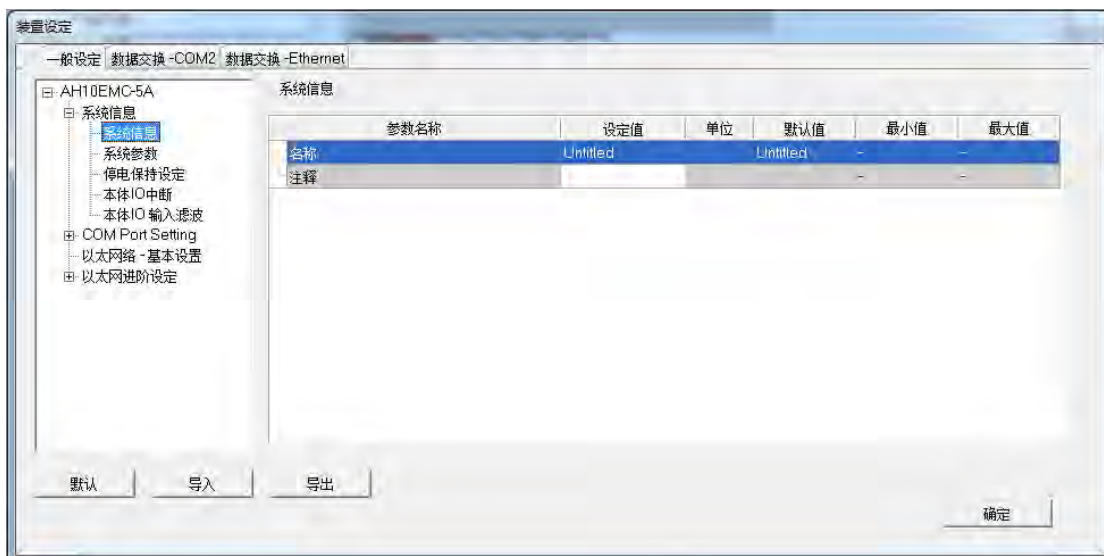 装置设定
一般设定 数据交换-COM2 数据交换-Ethernet
AH10EMC-5A
系统信息
系统信息
系统参数
停电保持设定
本体IO中断
本体IO 输入滤波
COM Port Setting
以太网络-基本设置
以太网进阶设定
系统信息
参数名称 设定值 单位 默认值 最小值 最大值
名称 Untitled Untitled - -
注释 - -
默认 导入 导出
确定